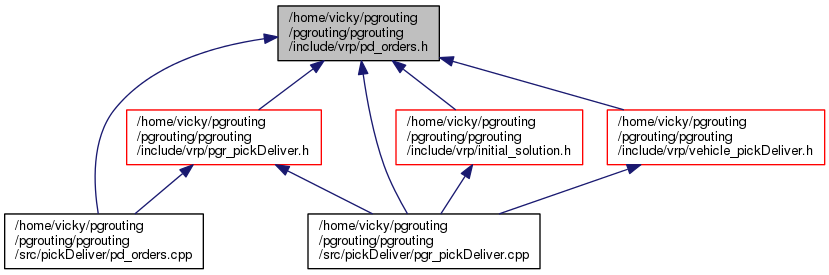 /home/vicky/pgrouting
/pgrouting/pgrouting
/include/vrp/pd_orders.h
/home/vicky/pgrouting
/pgrouting/pgrouting
/include/vrp/pgr_pickDeliver.h
/home/vicky/pgrouting
/pgrouting/pgrouting
/include/vrp/initial_solution.h
/home/vicky/pgrouting
/pgrouting/pgrouting
/include/vrp/vehicle_pickDeliver.h
/home/vicky/pgrouting
/pgrouting/pgrouting
/src/pickDeliver/pd_orders.cpp
/home/vicky/pgrouting
/pgrouting/pgrouting
/src/pickDeliver/pgr_pickDeliver.cpp